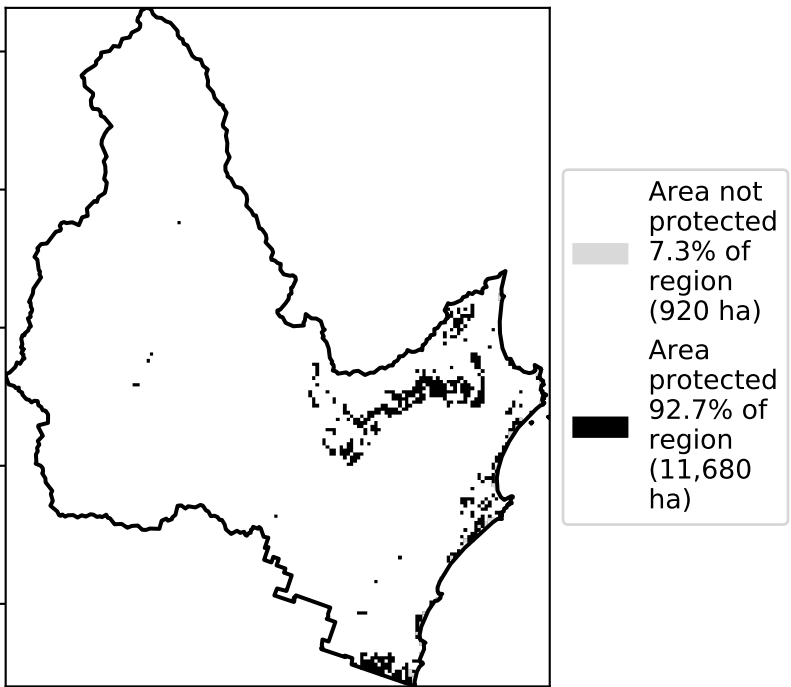 Area not
protected
7.3% of
region
(920 ha)
Area
protected
92.7% of
region
(11,680
ha)